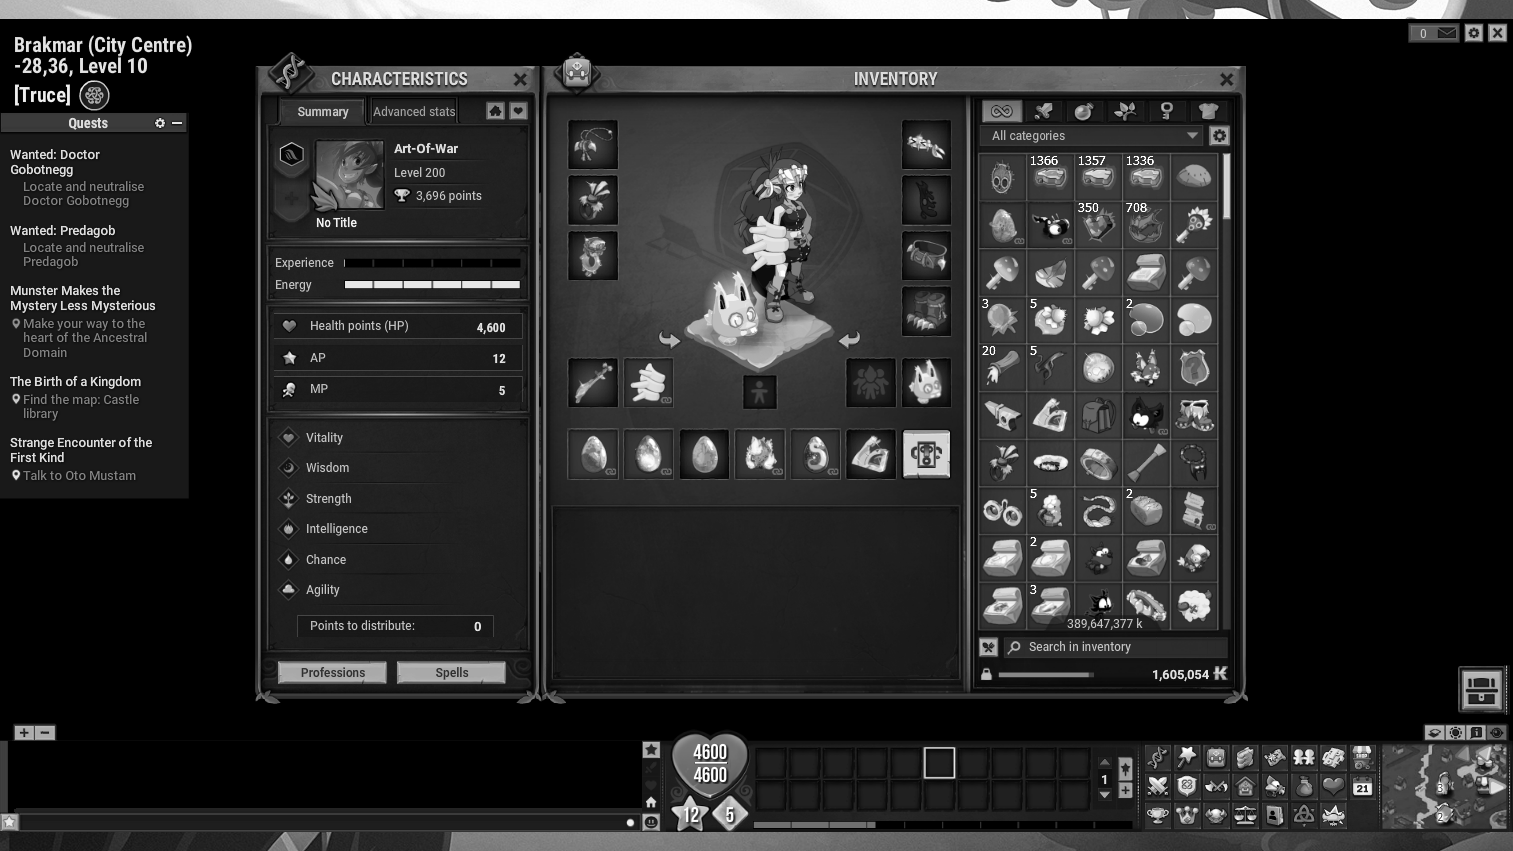 Brakmar (City Centre)
-28,36, Level 10
[Truce]
Quests
Wanted: Doctor
Gobotnegg
Locate and neutralise
Doctor Gobotnegg
Wanted: Predagob
Locate and neutralise
Predagob
Munster Makes the
Mystery Less Mysterious
Make your way to the
heart of the Ancestral
Domain
The Birth of a Kingdom
Find the map: Castle
library
Strange Encounter of the
First Kind
Talk to Oto Mustam
CHARACTERISTICS
Summary
Advanced stats
Art-Of-War
Level 200
3,696 points
No Title
Experience
Energy
Health points (HP) 4,600
AP 12
MP 5
Vitality
Wisdom
Strength
Intelligence
Chance
Agility
Points to distribute: 0
Professions
Spells
INVENTORY
All categories
1366 1357 1336
350 708
3 5 2
20 5
5 2
2
3
389,647,377 k
Search in inventory
1,605,054 K
0
4600
4600
12 5
1
SHOP
21
3
2